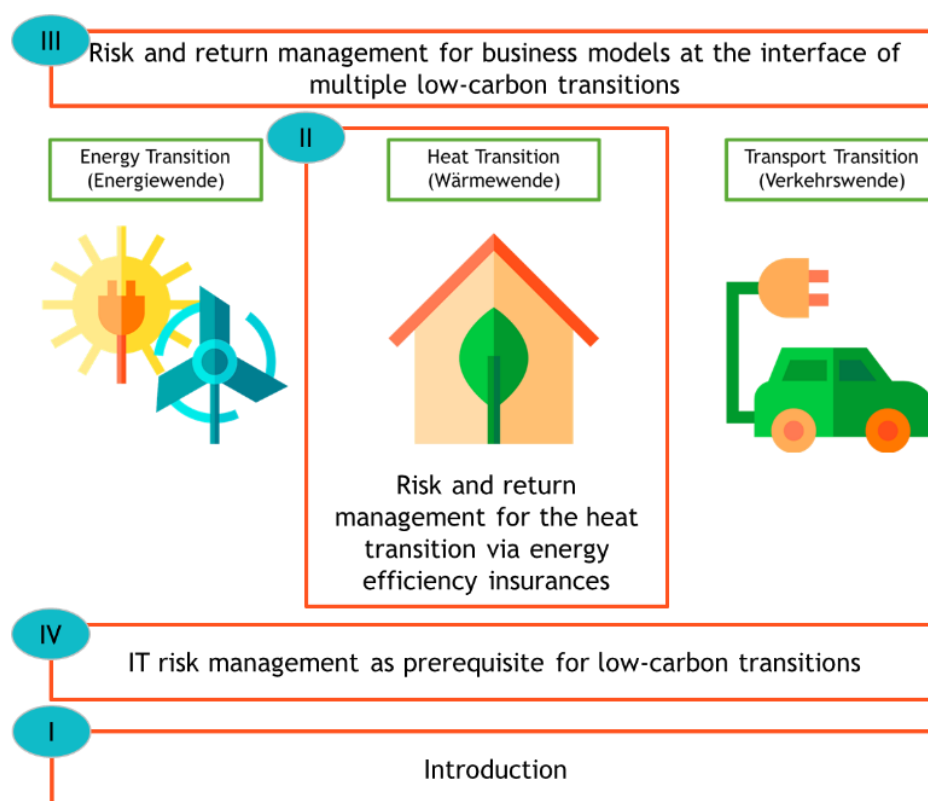 III
Risk and return management for business models at the interface of
multiple low-carbon transitions
II
Energy Transition
(Energiewende)
Heat Transition
(Wärmewende)
Transport Transition
(Verkehrswende)
Risk and return
management for the heat
transition via energy
efficiency insurances
IV
IT risk management as prerequisite for low-carbon transitions
I
Introduction